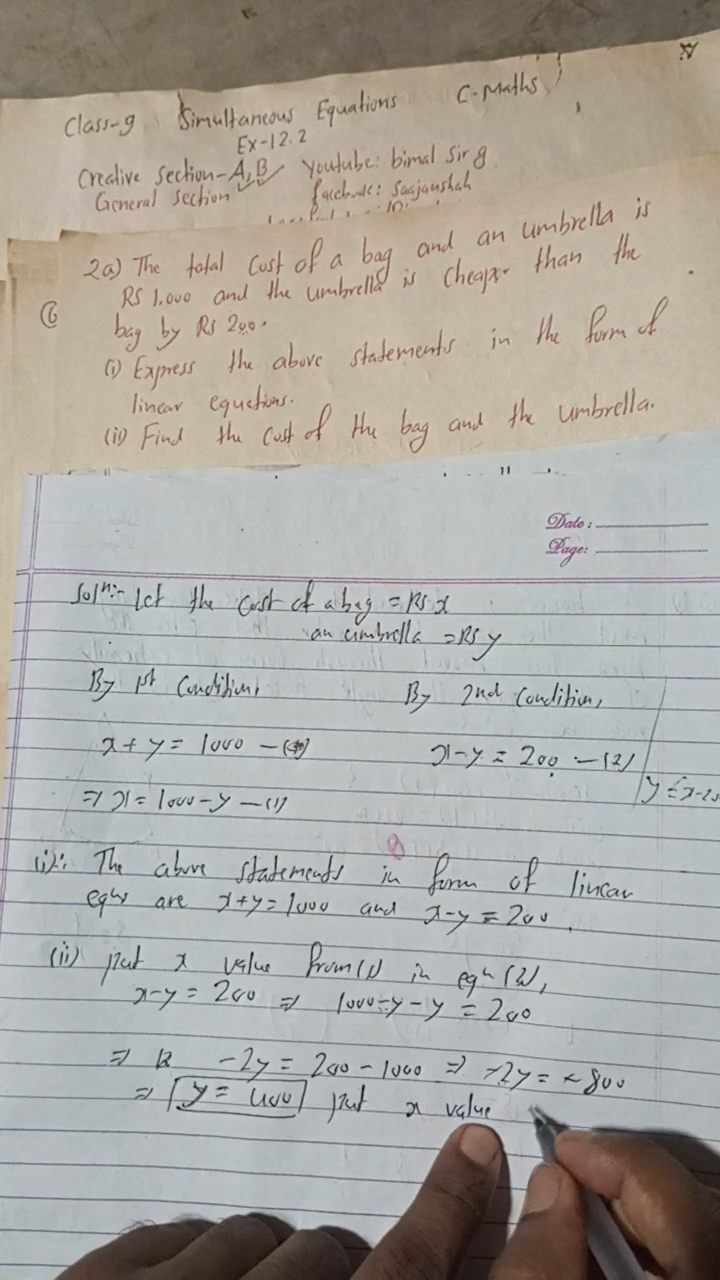 Class-9 Simultaneous Equations C-Maths
Ex-12.2
Creative section-A,B Youtube: bimal Sir g
General section facebook: Saajanshah
2a) The total Cost of a bag and an umbrella is
RS 1,000 and the umbrella is Cheaper than the
bag by RS 200.
(i) Express the above statements in the form of
linear equations.
(ii) Find the Cost of the bag and the umbrella.
Date:
Page:
Solⁿ:- Let the Cost of a bag = RS x
an umbrella = RS y
By 1st Condition,
By 2nd Condition,
x + y = 1000
x-y = 200 - (2)
⇒ x = 1000-y - (1)
(i): The above statements in form of linear
eqⁿs are x+y=1000 and x-y = 200.
(ii) put x value from (1) in eqⁿ (2),
x-y = 200 ⇒ 1000-y-y = 200
⇒ -2y = 200-1000 ⇒ -2y = -800
⇒ y = 400 put x value